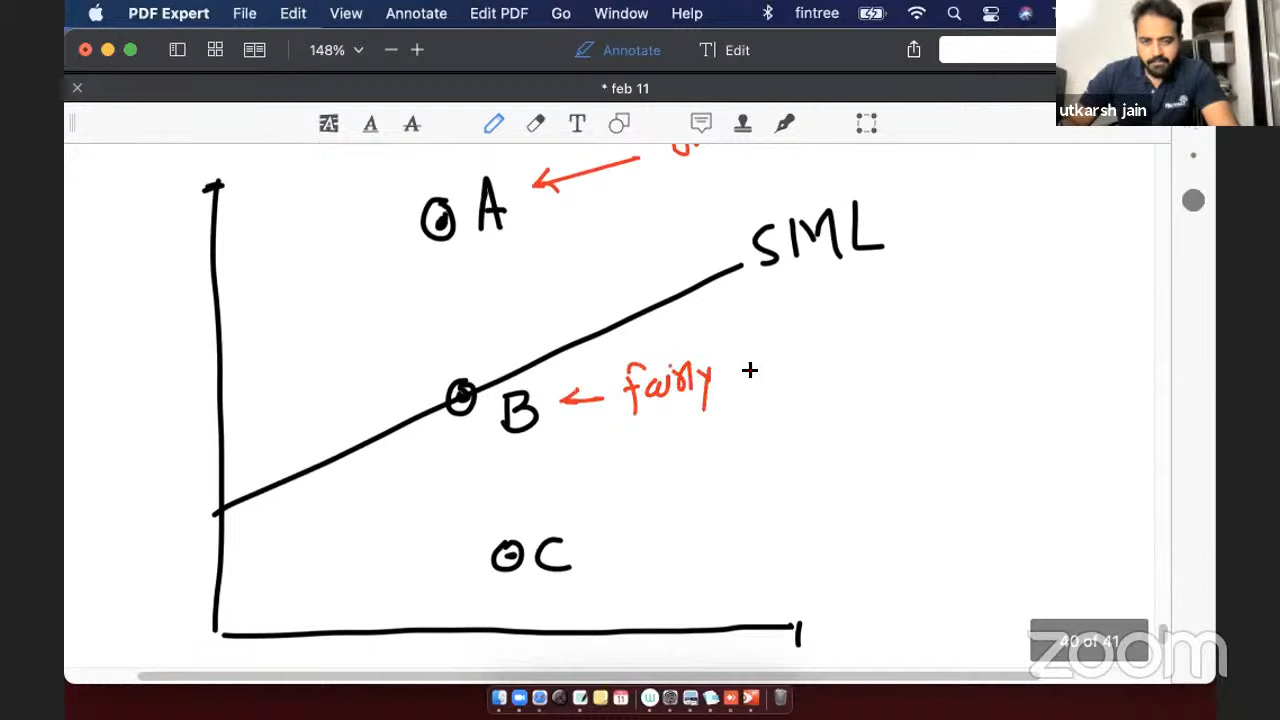 PDF Expert File Edit View Annotate Edit PDF Go Window Help fintree
148% Annotate Edit
* feb 11
utkarsh jain
A
SML
B ← fairly
C
40 of 41
zoom